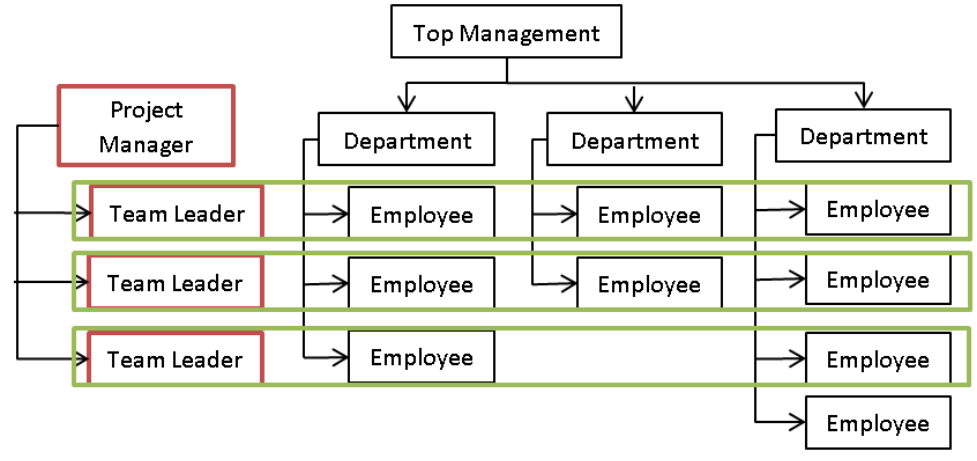 Top Management
Project
Manager
Department
Department
Department
Team Leader
Employee
Employee
Employee
Team Leader
Employee
Employee
Employee
Team Leader
Employee
Employee
Employee